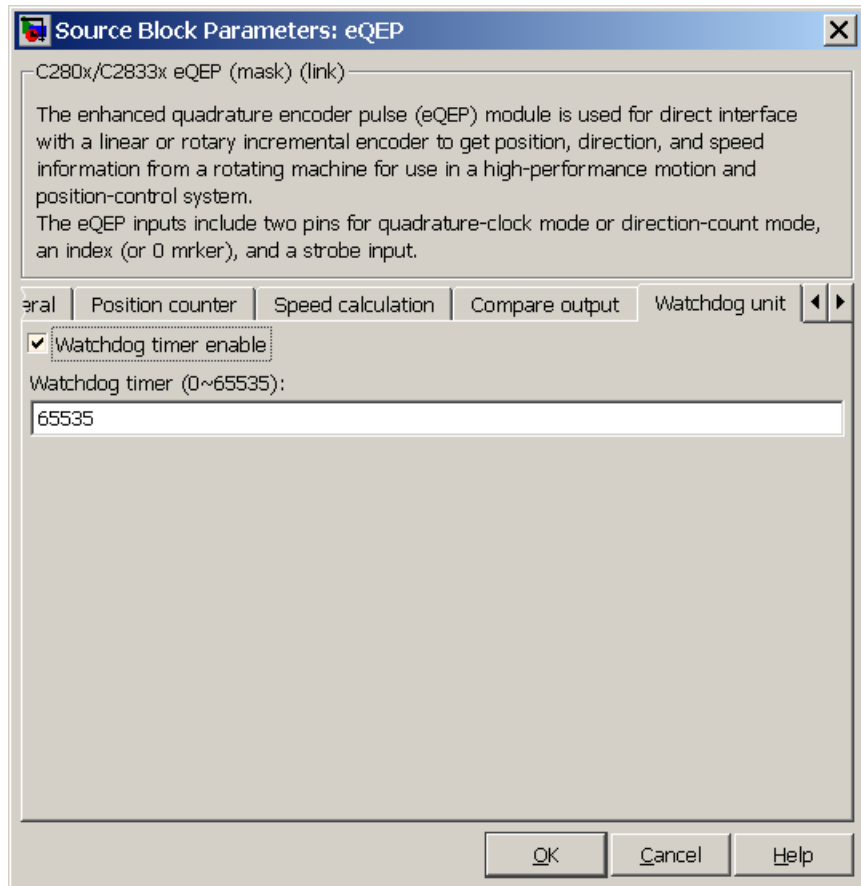 Source Block Parameters: eQEP
C280x/C2833x eQEP (mask) (link)
The enhanced quadrature encoder pulse (eQEP) module is used for direct interface
with a linear or rotary incremental encoder to get position, direction, and speed
information from a rotating machine for use in a high-performance motion and
position-control system.
The eQEP inputs include two pins for quadrature-clock mode or direction-count mode,
an index (or 0 mrker), and a strobe input.
eral Position counter Speed calculation Compare output Watchdog unit
Watchdog timer enable
Watchdog timer (0~65535):
65535
OK Cancel Help